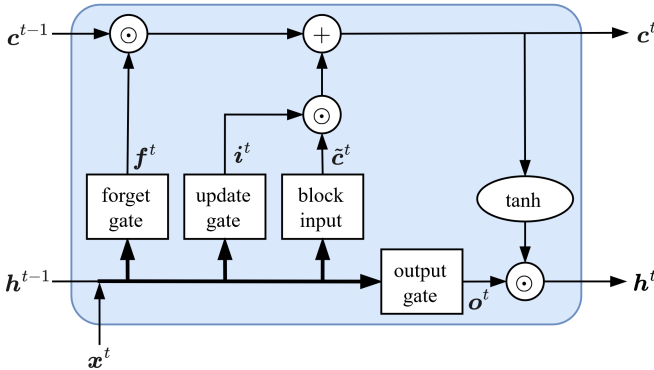 c^{t-1} ⊙ + c^t
⊙
f^t i^t c̃^t
forget gate
update gate
block input
tanh
h^{t-1} output gate o^t ⊙ h^t
x^t